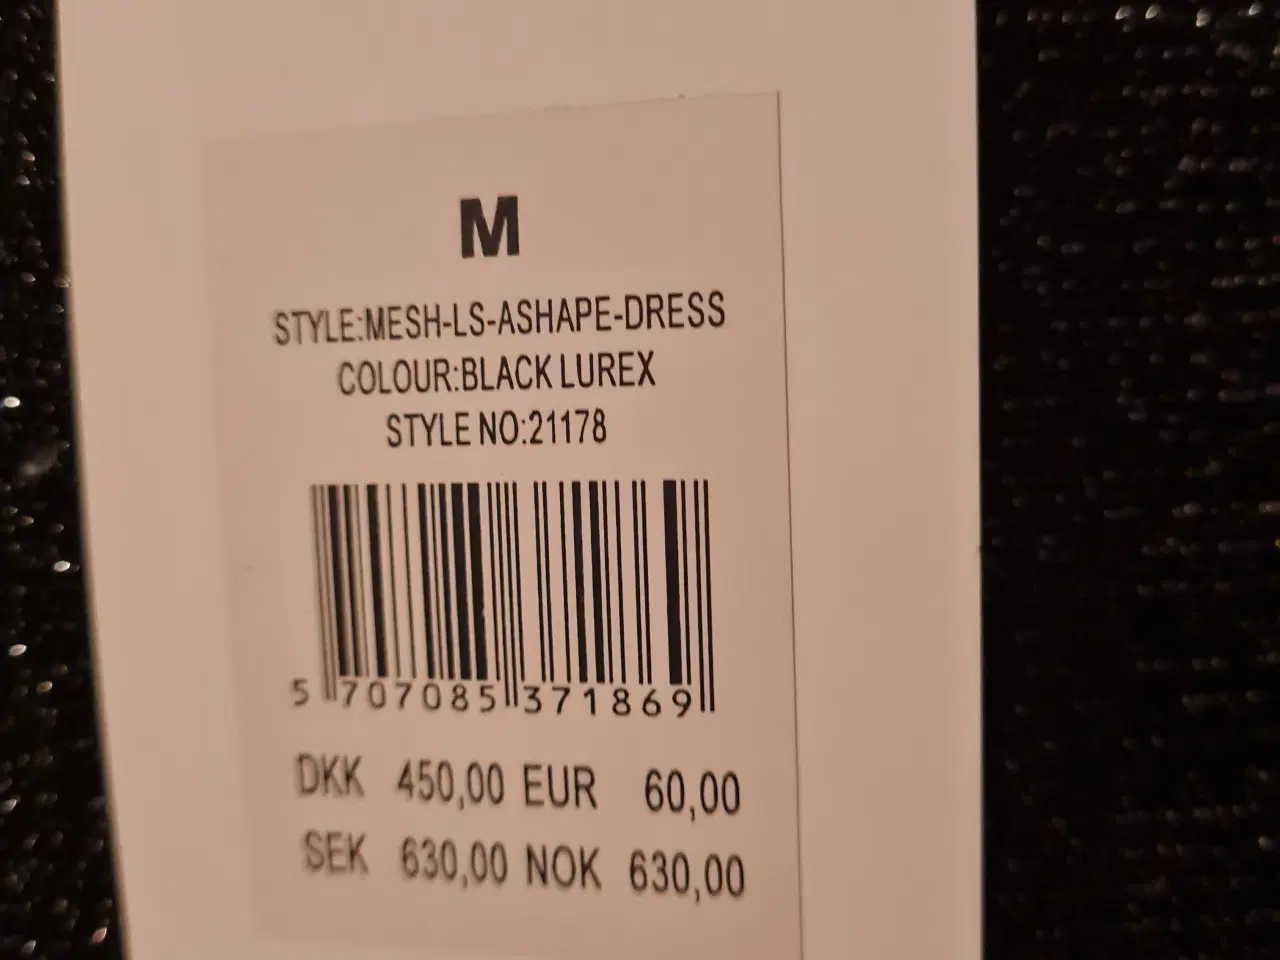 M
STYLE:MESH-LS-ASHAPE-DRESS
COLOUR:BLACK LUREX
STYLE NO:21178
5 707085 371869
DKK 450,00 EUR 60,00
SEK 630,00 NOK 630,00